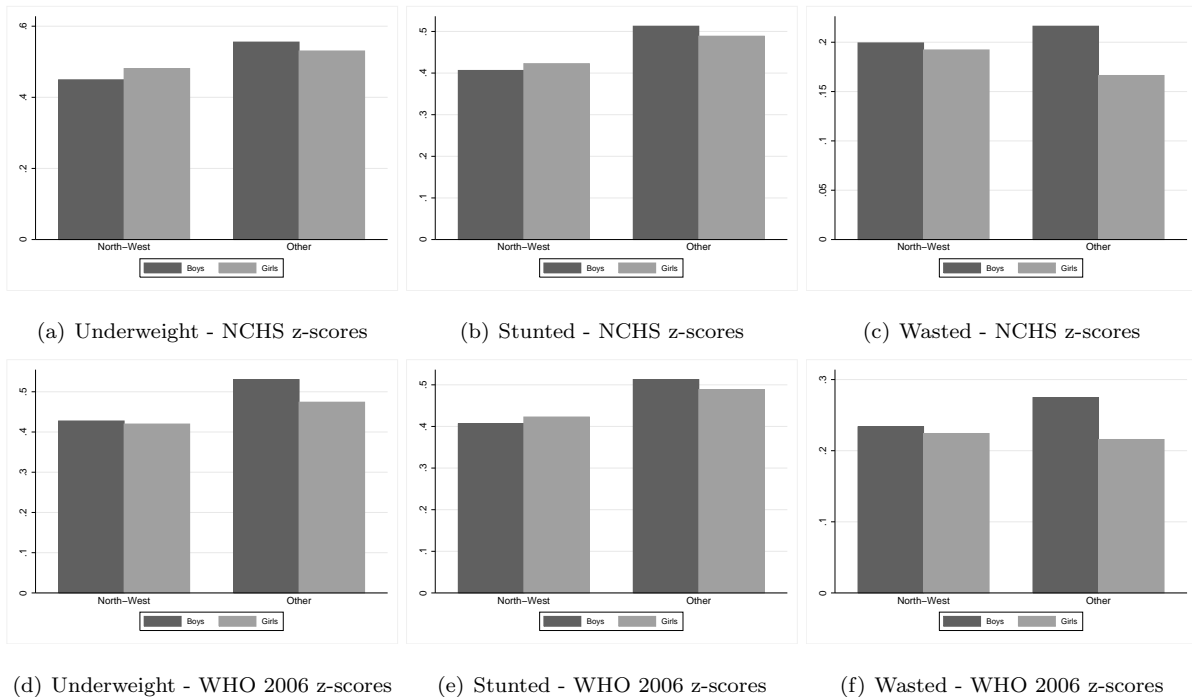 0 .2 .4 .6
North−West Other
Boys Girls
0 .1 .2 .3 .4 .5
North−West Other
Boys Girls
0 .05 .1 .15 .2
North−West Other
Boys Girls
(a) Underweight - NCHS z-scores
(b) Stunted - NCHS z-scores
(c) Wasted - NCHS z-scores
0 .1 .2 .3 .4 .5
North−West Other
Boys Girls
0 .1 .2 .3 .4 .5
North−West Other
Boys Girls
0 .1 .2 .3
North−West Other
Boys Girls
(d) Underweight - WHO 2006 z-scores
(e) Stunted - WHO 2006 z-scores
(f) Wasted - WHO 2006 z-scores